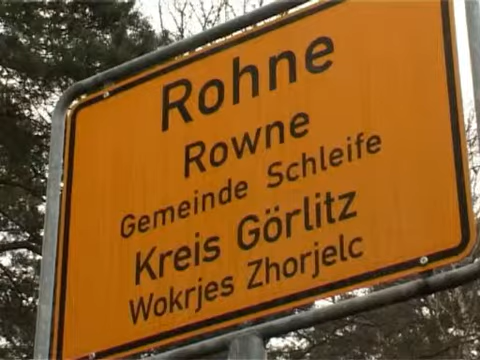 Rohne
Rowne
Gemeinde Schleife
Kreis Görlitz
Wokrjes Zhorjelc